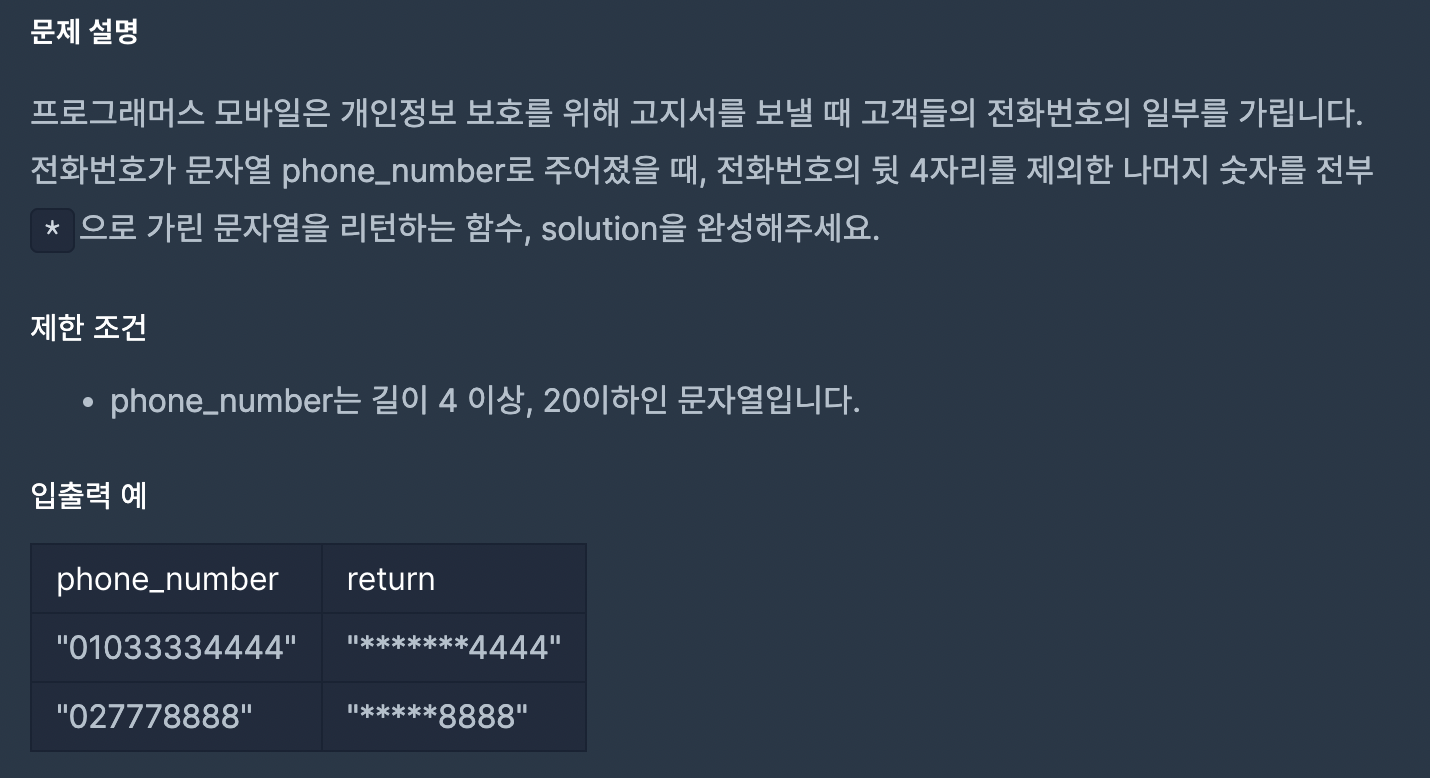 문제 설명
프로그래머스 모바일은 개인정보 보호를 위해 고지서를 보낼 때 고객들의 전화번호의 일부를 가립니다.
전화번호가 문자열 phone_number로 주어졌을 때, 전화번호의 뒷 4자리를 제외한 나머지 숫자를 전부
* 으로 가린 문자열을 리턴하는 함수, solution을 완성해주세요.
제한 조건
• phone_number는 길이 4 이상, 20이하인 문자열입니다.
입출력 예
phone_number return
"01033334444" "*******4444"
"027778888" "*****8888"